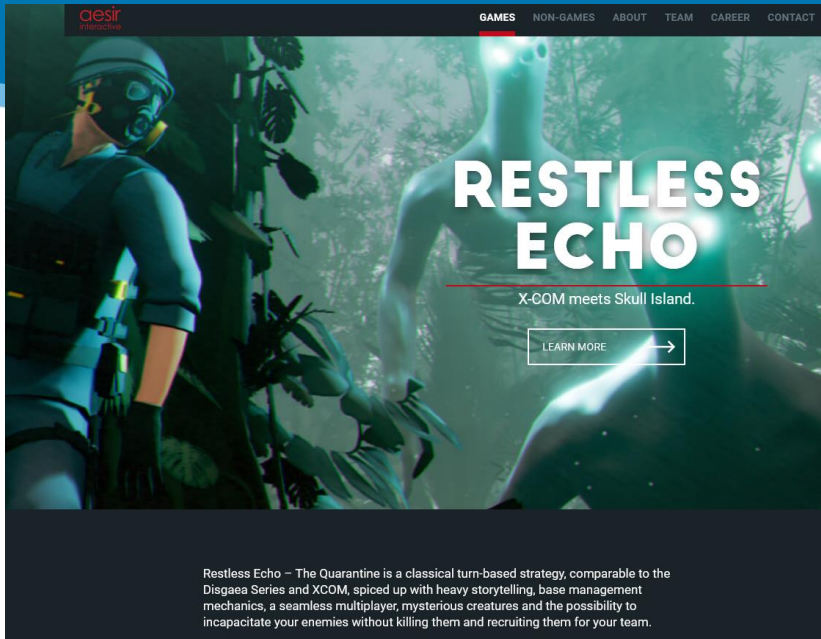 aesir
interactive
GAMES NON-GAMES ABOUT TEAM CAREER CONTACT
RESTLESS
ECHO
X-COM meets Skull Island.
LEARN MORE
Restless Echo – The Quarantine is a classical turn-based strategy, comparable to the
Disgaea Series and XCOM, spiced up with heavy storytelling, base management
mechanics, a seamless multiplayer, mysterious creatures and the possibility to
incapacitate your enemies without killing them and recruiting them for your team.